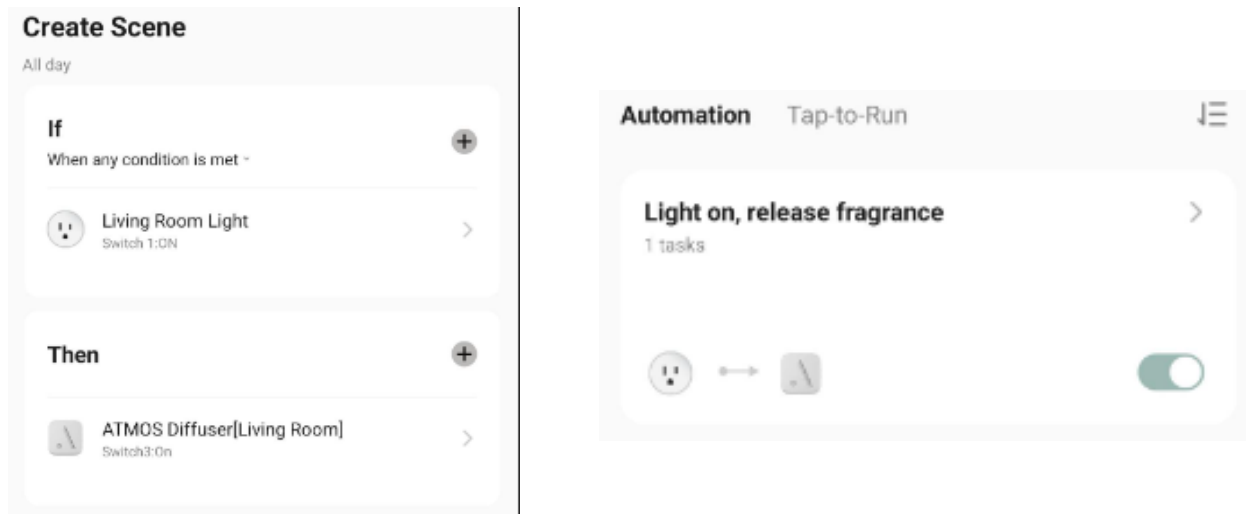 Create Scene
All day
If
When any condition is met
Living Room Light
Switch 1:ON
Then
ATMOS Diffuser[Living Room]
Switch3:On
Automation Tap-to-Run
Light on, release fragrance
1 tasks